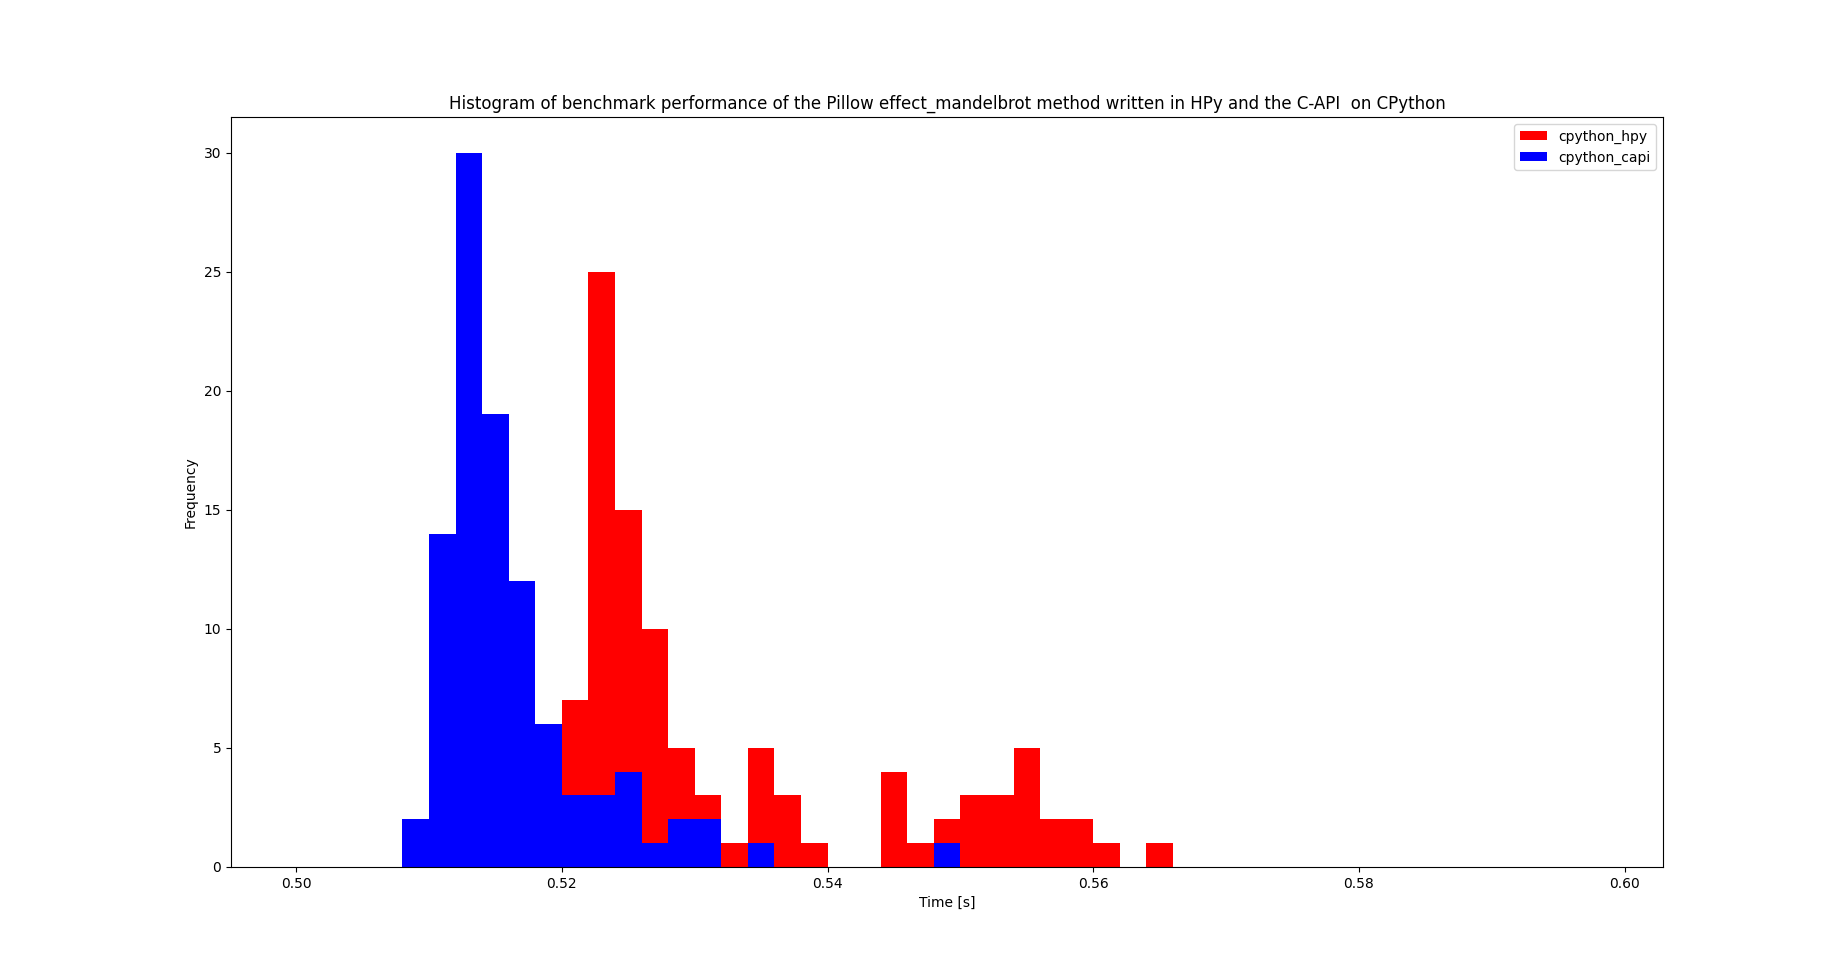 Histogram of benchmark performance of the Pillow effect_mandelbrot method written in HPy and the C-API  on CPython
cpython_hpy
cpython_capi
30
25
20
15
10
5
0
Frequency
0.50 0.52 0.54 0.56 0.58 0.60
Time [s]